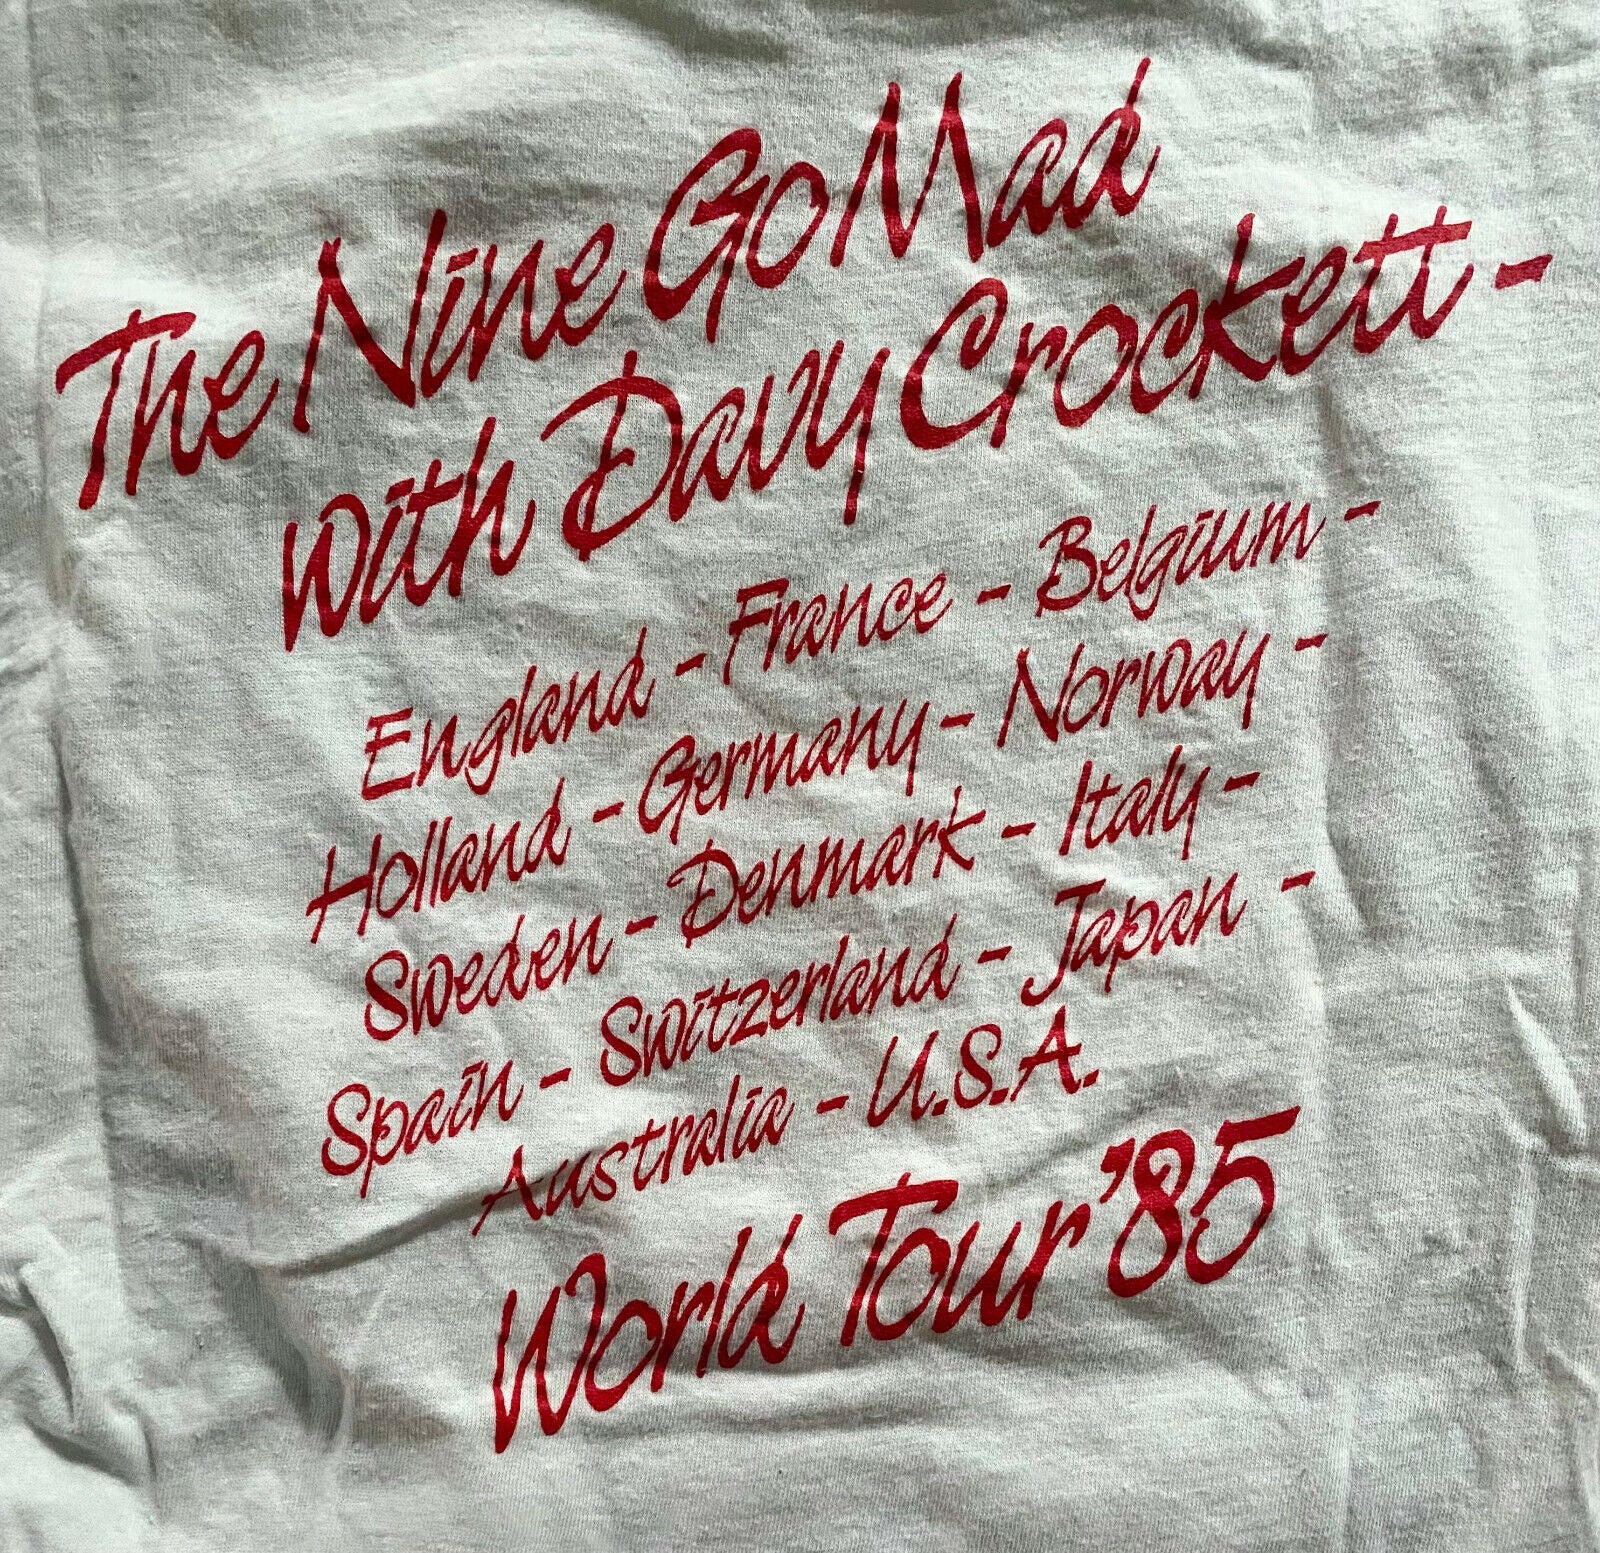 The Nine Go Mad
with Davy Crockett -
England - France - Belgium -
Holland - Germany - Norway -
Sweden - Denmark - Italy -
Spain - Switzerland - Japan -
Australia - U.S.A.
World Tour '85